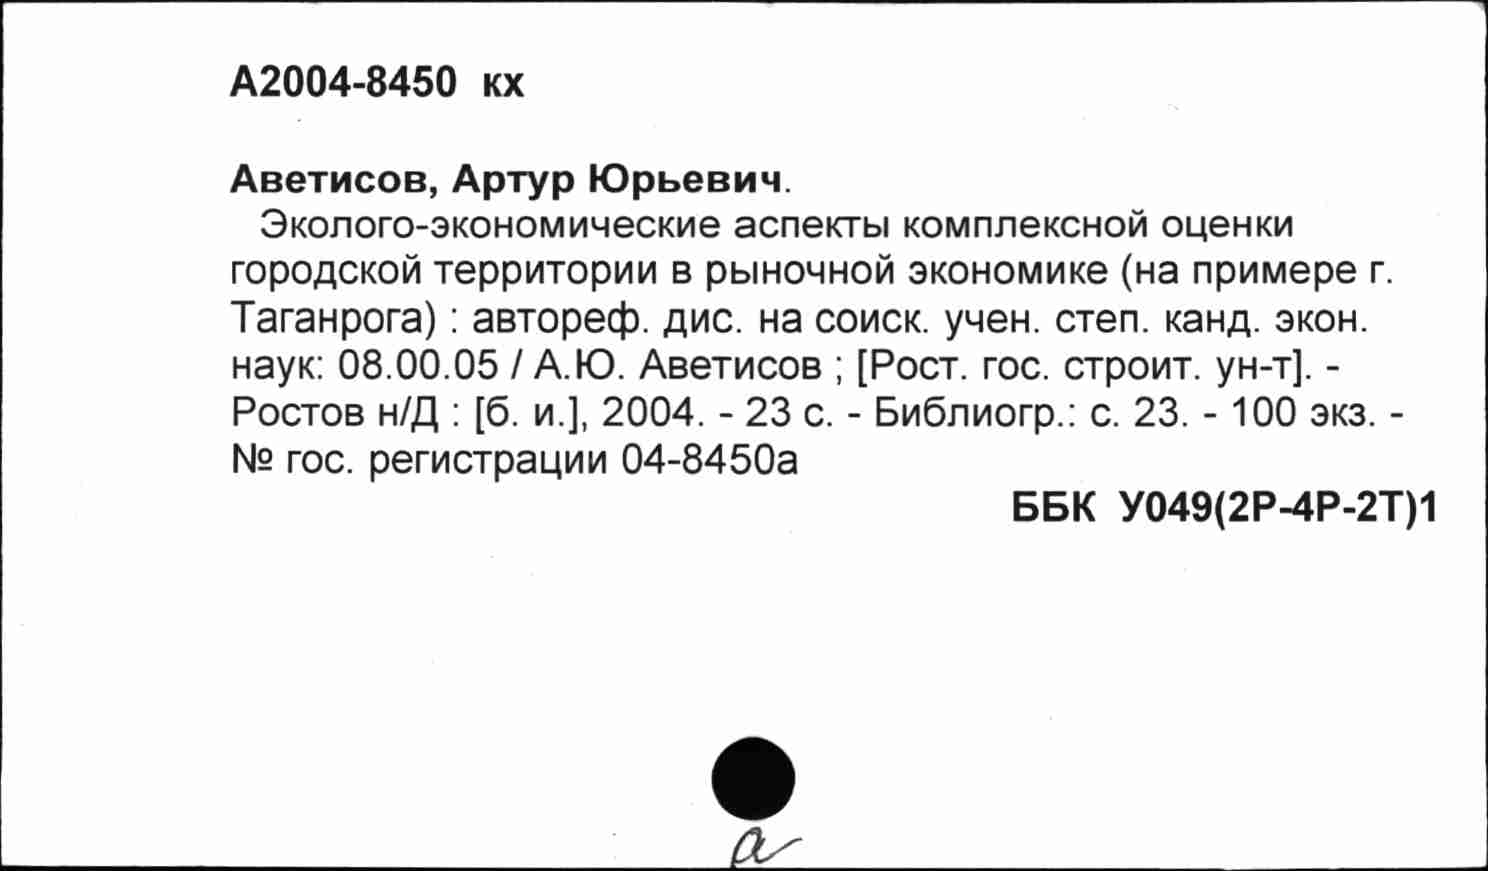 А2004-8450 кх
Аветисов, Артур Юрьевич.
Эколого-экономические аспекты комплексной оценки
городской территории в рыночной экономике (на примере г.
Таганрога) : автореф. дис. на соиск. учен. степ. канд. экон.
наук: 08.00.05 / А.Ю. Аветисов ; [Рост. гос. строит. ун-т]. -
Ростов н/Д : [б. и.], 2004. - 23 с. - Библиогр.: с. 23. - 100 экз. -
№ гос. регистрации 04-8450а
ББК У049(2Р-4Р-2Т)1
а